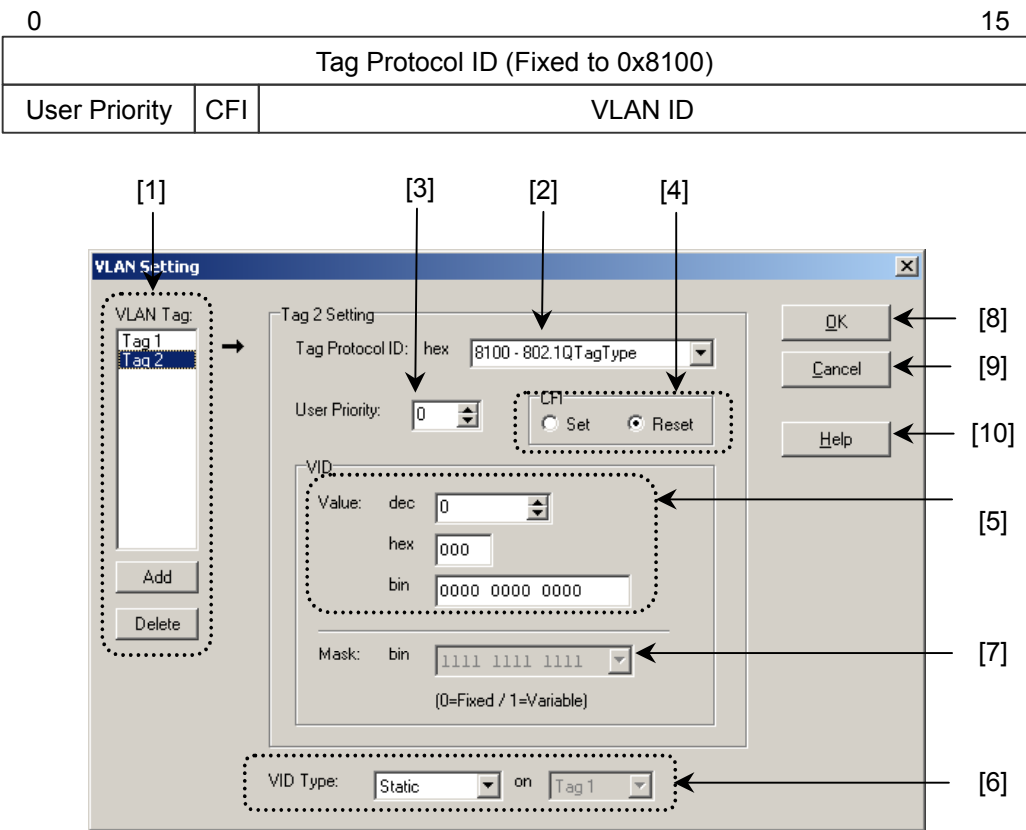 0 15
Tag Protocol ID (Fixed to 0x8100)
User Priority CFI VLAN ID
[1] [3] [2] [4]
VLAN Setting
VLAN Tag:
Tag 1
Tag 2
Add
Delete
Tag 2 Setting
Tag Protocol ID: hex 8100 - 802.1QTagType
User Priority: 0
CFI
Set Reset
VID
Value: dec 0
hex 000
bin 0000 0000 0000
Mask: bin 1111 1111 1111
(0=Fixed / 1=Variable)
VID Type: Static on Tag 1
OK [8]
Cancel [9]
Help [10]
[5]
[7]
[6]